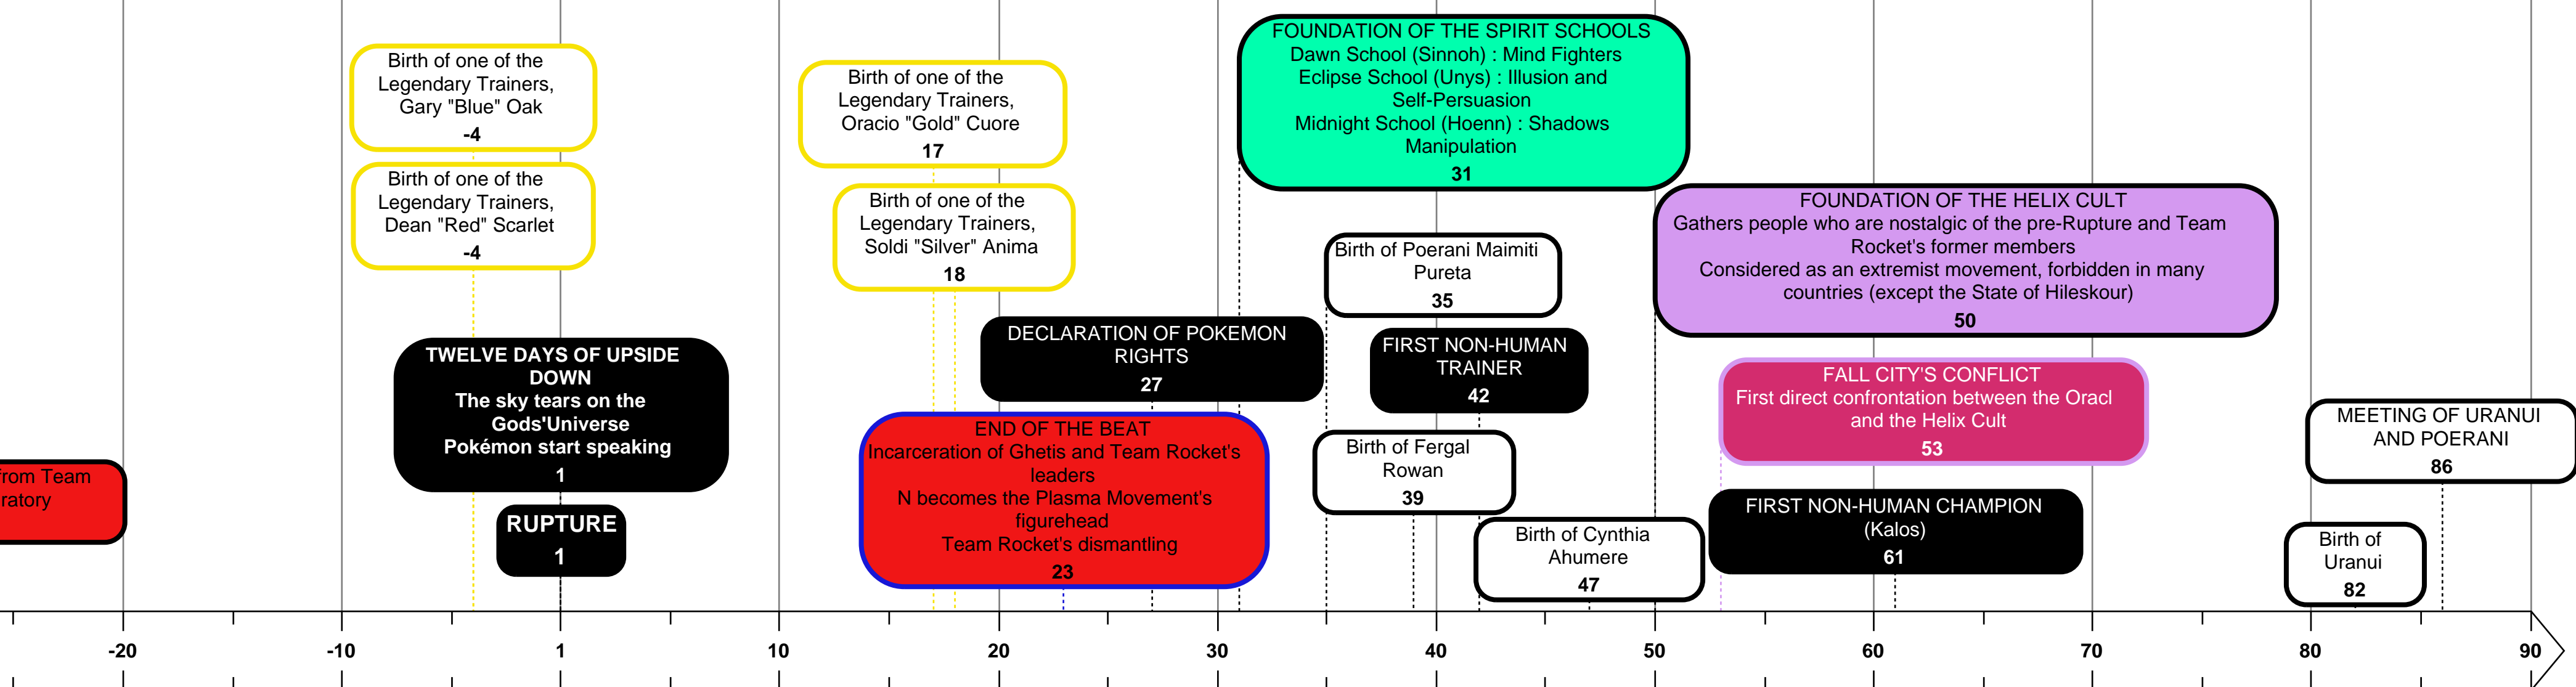 Birth of one of the
Legendary Trainers,
Gary "Blue" Oak
-4
Birth of one of the
Legendary Trainers,
Dean "Red" Scarlet
-4
TWELVE DAYS OF UPSIDE
DOWN
The sky tears on the
Gods'Universe
Pokémon start speaking
1
RUPTURE
1
from Team
ratory
Birth of one of the
Legendary Trainers,
Oracio "Gold" Cuore
17
Birth of one of the
Legendary Trainers,
Soldi "Silver" Anima
18
DECLARATION OF POKEMON
RIGHTS
27
END OF THE BEAT
Incarceration of Ghetis and Team Rocket's
leaders
N becomes the Plasma Movement's
figurehead
Team Rocket's dismantling
23
FOUNDATION OF THE SPIRIT SCHOOLS
Dawn School (Sinnoh) : Mind Fighters
Eclipse School (Unys) : Illusion and
Self-Persuasion
Midnight School (Hoenn) : Shadows
Manipulation
31
Birth of Poerani Maimiti
Pureta
35
FIRST NON-HUMAN
TRAINER
42
Birth of Fergal
Rowan
39
Birth of Cynthia
Ahumere
47
FOUNDATION OF THE HELIX CULT
Gathers people who are nostalgic of the pre-Rupture and Team
Rocket's former members
Considered as an extremist movement, forbidden in many
countries (except the State of Hileskour)
50
FALL CITY'S CONFLICT
First direct confrontation between the Oracl
and the Helix Cult
53
FIRST NON-HUMAN CHAMPION
(Kalos)
61
MEETING OF URANUI
AND POERANI
86
Birth of
Uranui
82
-20 -10 1 10 20 30 40 50 60 70 80 90